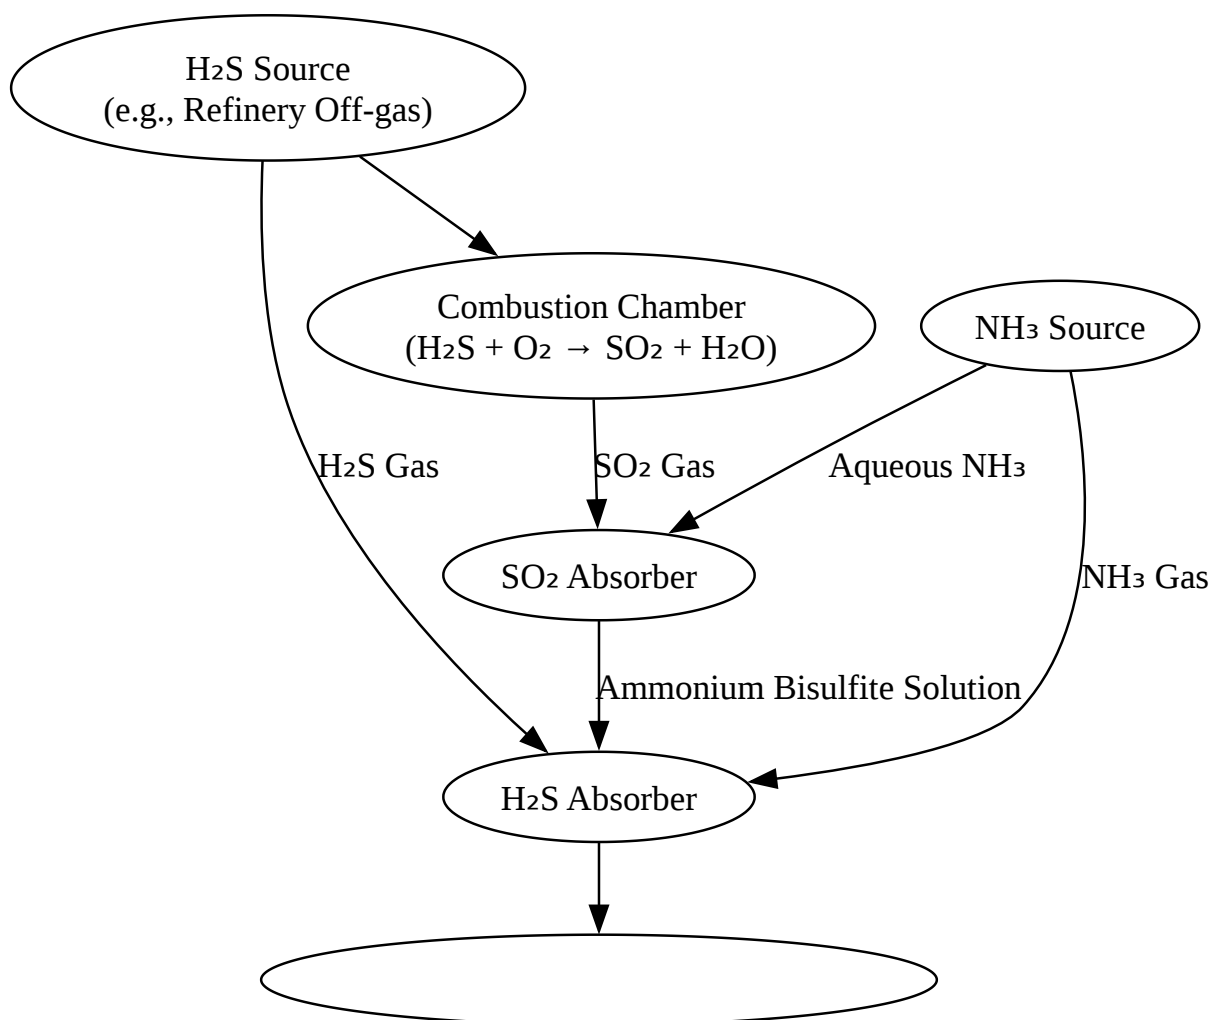 H₂S Source
(e.g., Refinery Off-gas)
Combustion Chamber
(H₂S + O₂ → SO₂ + H₂O)
NH₃ Source
H₂S Gas
SO₂ Gas
Aqueous NH₃
SO₂ Absorber
NH₃ Gas
Ammonium Bisulfite Solution
H₂S Absorber